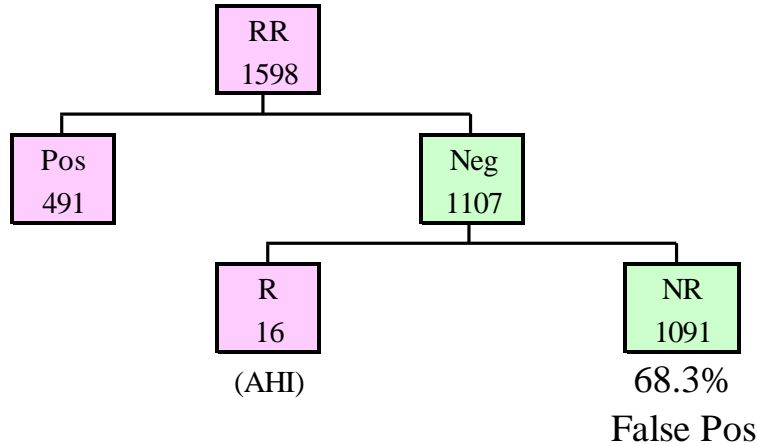 RR
1598
Pos
491
Neg
1107
R
16
(AHI)
NR
1091
68.3%
False Pos